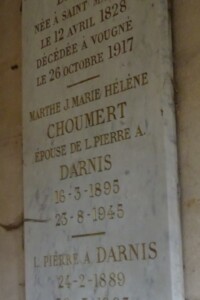 NÉE À SAINT M
LE 12 AVRIL 1828
DÉCÉDÉE À VOUGNÉ
LE 26 OCTOBRE 1917
MARTHE J. MARIE HÉLÈNE
CHOUMERT
ÉPOUSE DE L. PIERRE A.
DARNIS
16-3-1895
23-8-1945
L. PIERRE A. DARNIS
24-2-1889